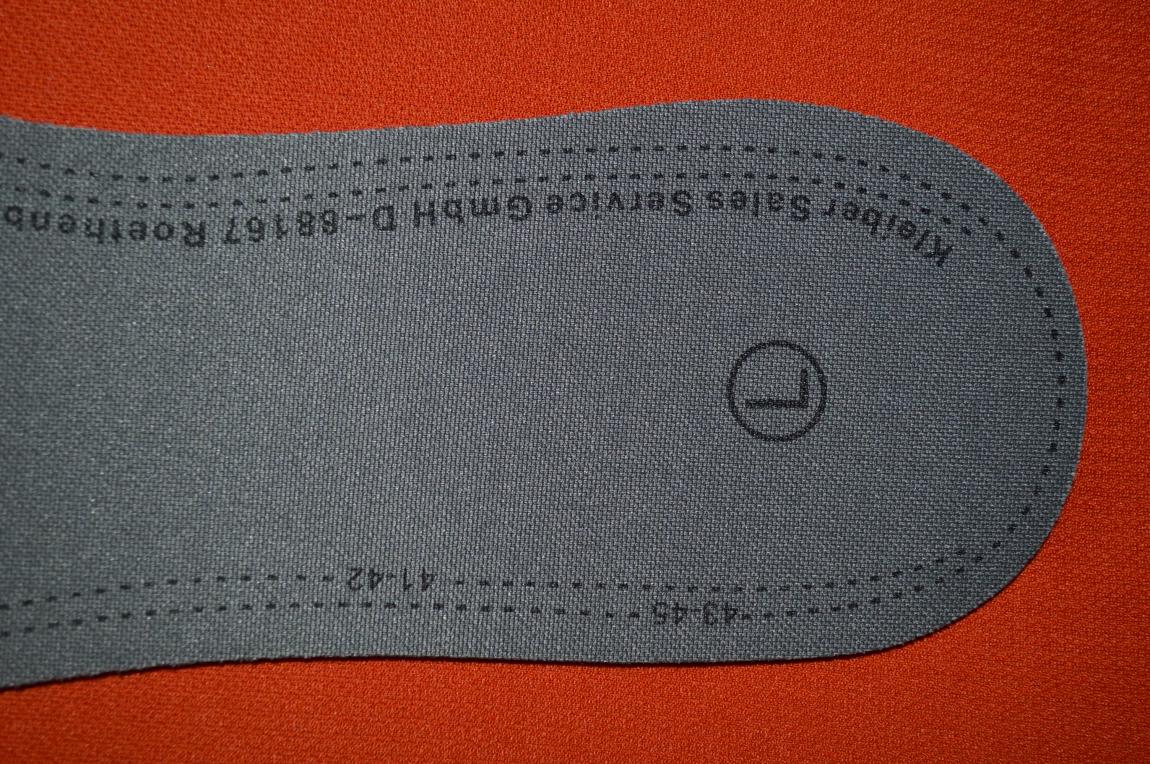 Kleiber Sales Service GmbH D-88167 Roethenb
L
43-45
41-42